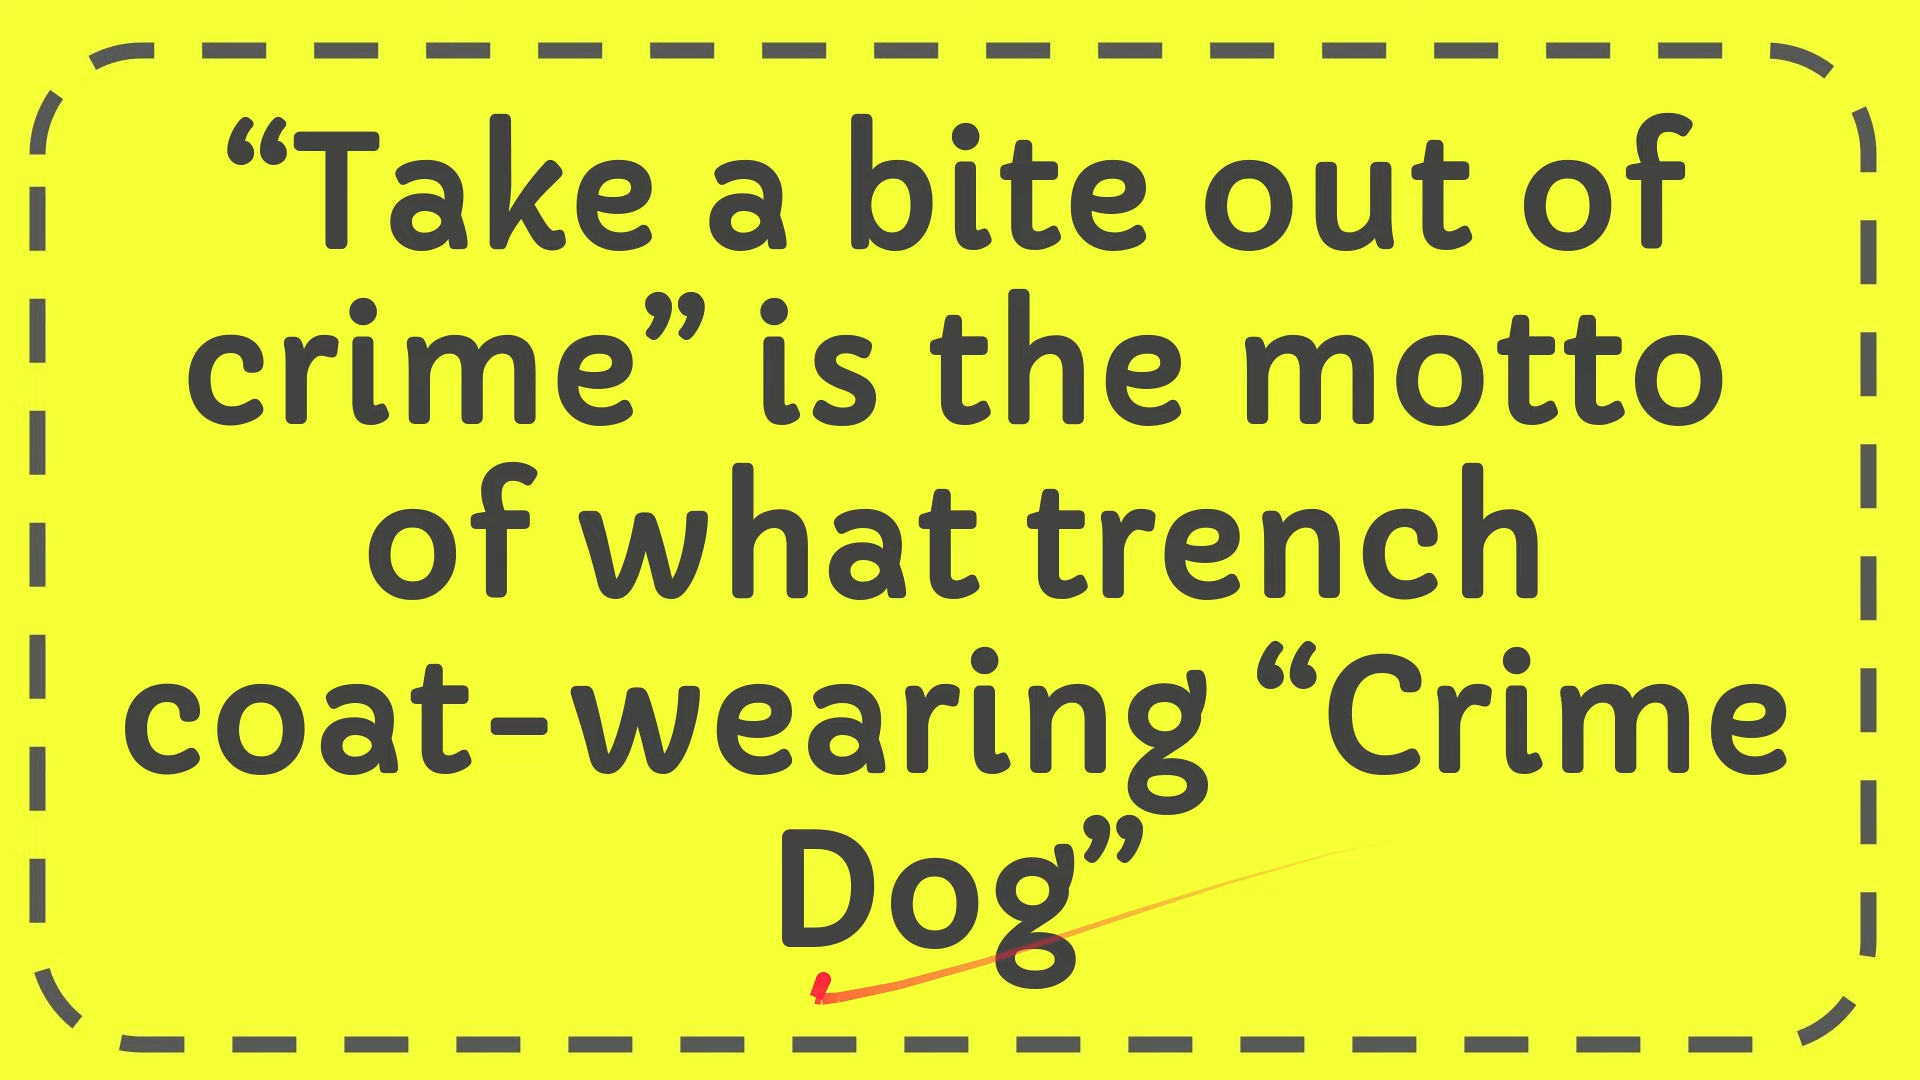 “Take a bite out of
crime” is the motto
of what trench
coat-wearing “Crime
Dog”